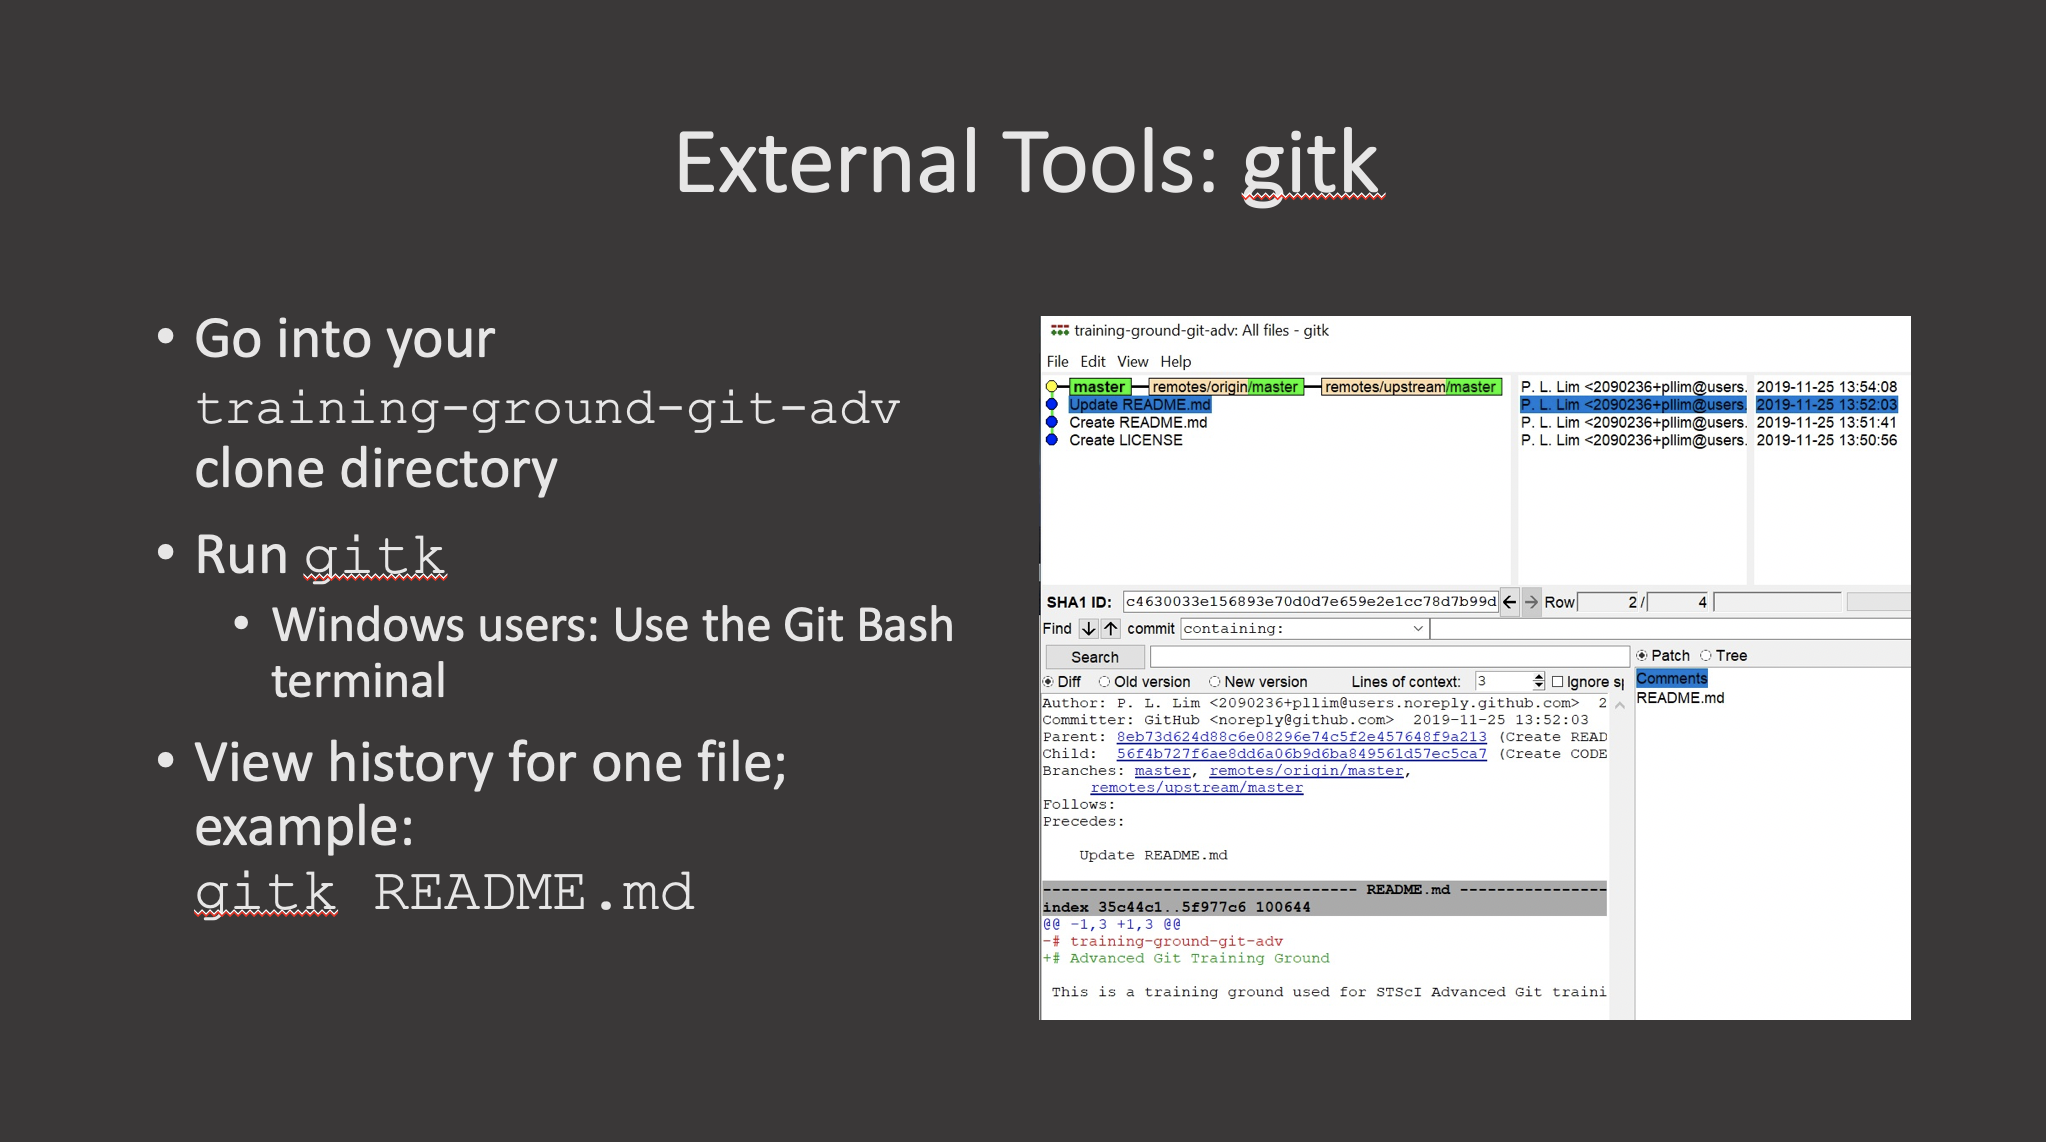 External Tools: gitk
• Go into your
training-ground-git-adv
clone directory
• Run gitk
• Windows users: Use the Git Bash
terminal
• View history for one file;
example:
gitk README.md
training-ground-git-adv: All files - gitk
File Edit View Help
master remotes/origin/master remotes/upstream/master P. L. Lim <2090236+pllim@users. 2019-11-25 13:54:08
Update README.md P. L. Lim <2090236+pllim@users. 2019-11-25 13:52:03
Create README.md P. L. Lim <2090236+pllim@users. 2019-11-25 13:51:41
Create LICENSE P. L. Lim <2090236+pllim@users. 2019-11-25 13:50:56
SHA1 ID: c4630033e156893e70d0d7e659e2e1cc78d7b99d Row 2 / 4
Find commit containing:
Search
Patch Tree
Diff Old version New version Lines of context: 3 Ignore sp
Comments
README.md
Author: P. L. Lim <2090236+pllim@users.noreply.github.com> 2
Committer: GitHub <noreply@github.com> 2019-11-25 13:52:03
Parent: 8eb73d624d88c6e08296e74c5f2e457648f9a213 (Create READ
Child: 56f4b727f6ae8dd6a06b9d6ba849561d57ec5ca7 (Create CODE
Branches: master, remotes/origin/master,
remotes/upstream/master
Follows:
Precedes:
Update README.md
---------------------------------- README.md ----------------
index 35c44c1..5f977c6 100644
@@ -1,3 +1,3 @@
-# training-ground-git-adv
+# Advanced Git Training Ground
This is a training ground used for STScI Advanced Git traini